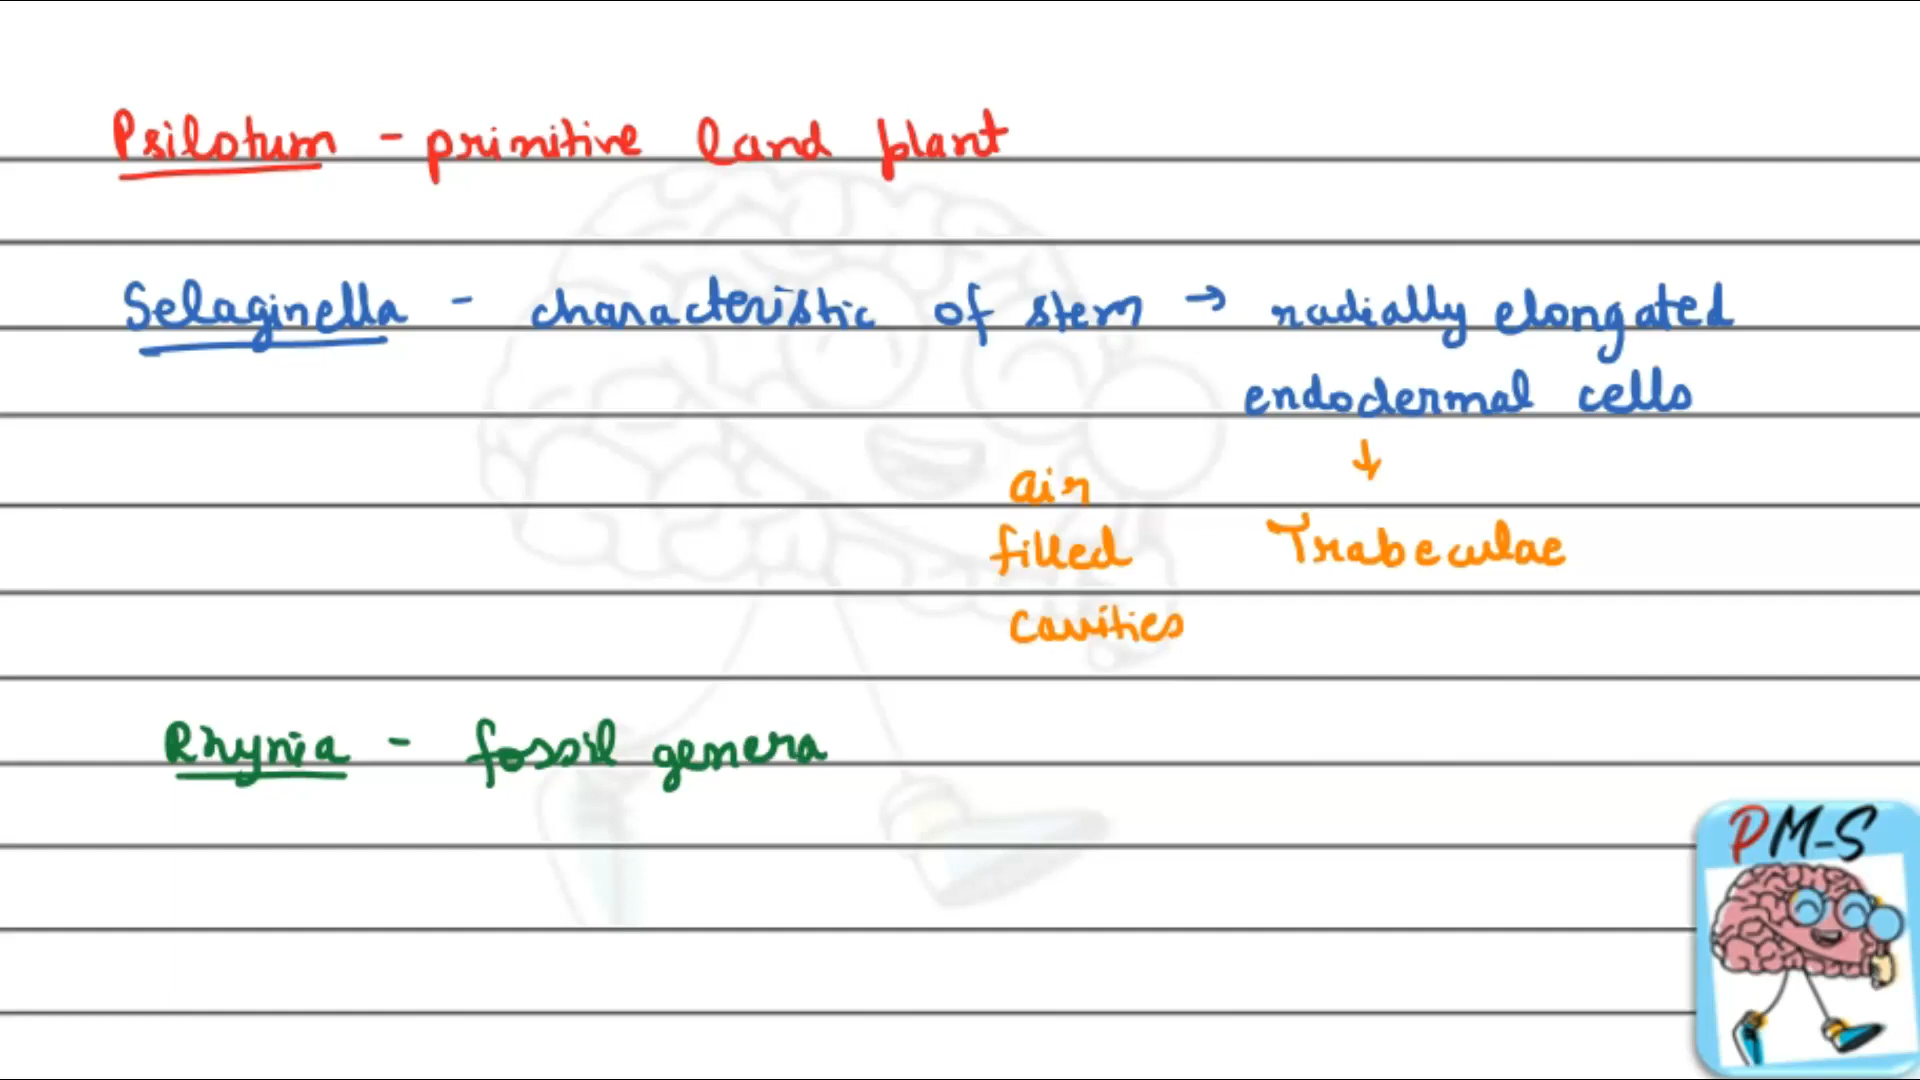 Psilotum - primitive land plant
Selaginella - characteristic of stem → radially elongated
endodermal cells
↓
air
filled Trabeculae
cavities
Rhynia - fossil genera
PM-S